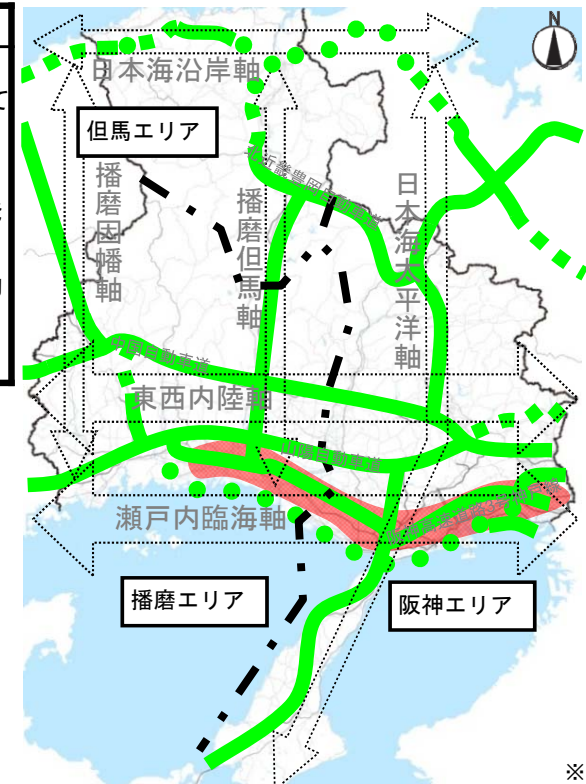 N
日本海沿岸軸
但馬エリア
北近畿豊岡自動車道
播磨因幡軸
播磨但馬軸
日本海太平洋軸
中国自動車道
東西内陸軸
山陽自動車道
瀬戸内臨海軸
播磨エリア
阪神エリア
※